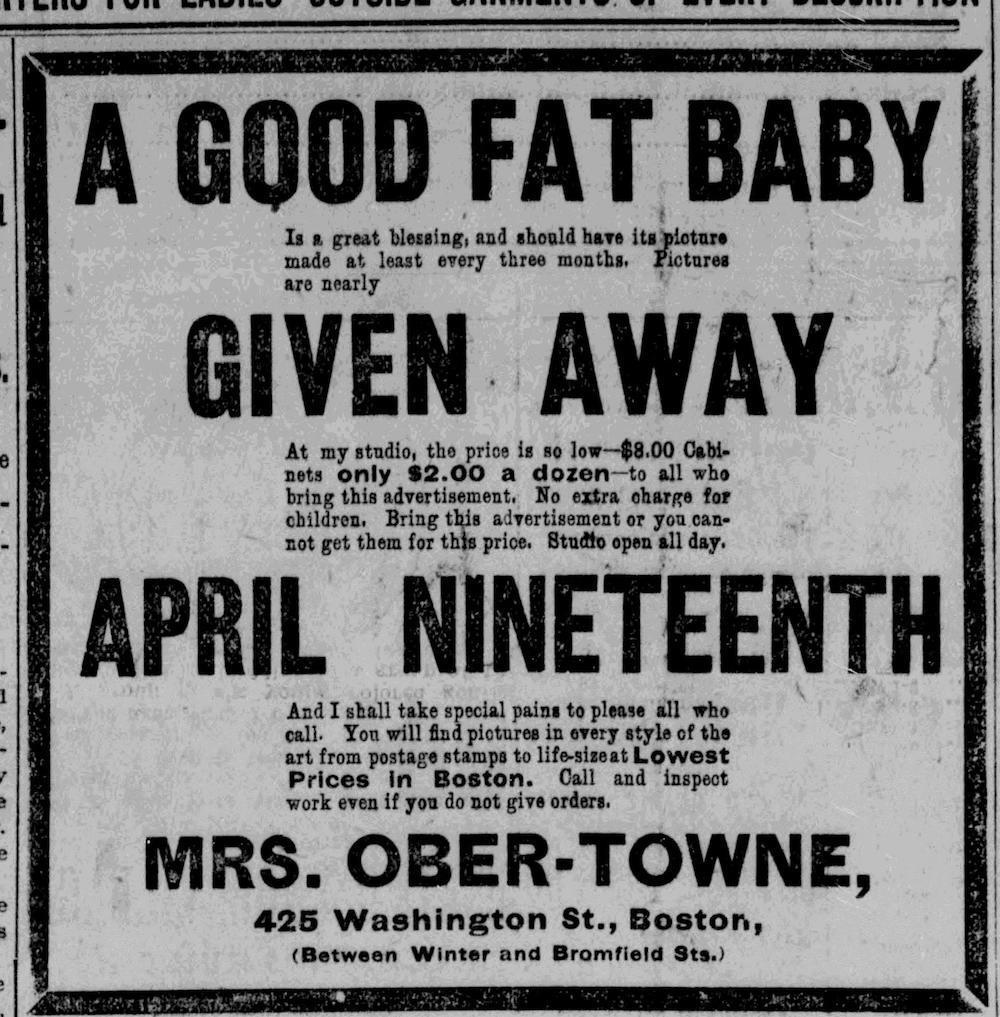 LADIES' OUTSIDE GARMENTS OF EVERY DESCRIPTION
A GOOD FAT BABY
Is a great blessing, and should have its picture
made at least every three months. Pictures
are nearly
GIVEN AWAY
At my studio, the price is so low—$8.00 Cabi-
nets only $2.00 a dozen—to all who
bring this advertisement. No extra charge for
children. Bring this advertisement or you can-
not get them for this price. Studio open all day.
APRIL NINETEENTH
And I shall take special pains to please all who
call. You will find pictures in every style of the
art from postage stamps to life-size at Lowest
Prices in Boston. Call and inspect
work even if you do not give orders.
MRS. OBER-TOWNE,
425 Washington St., Boston,
(Between Winter and Bromfield Sts.)